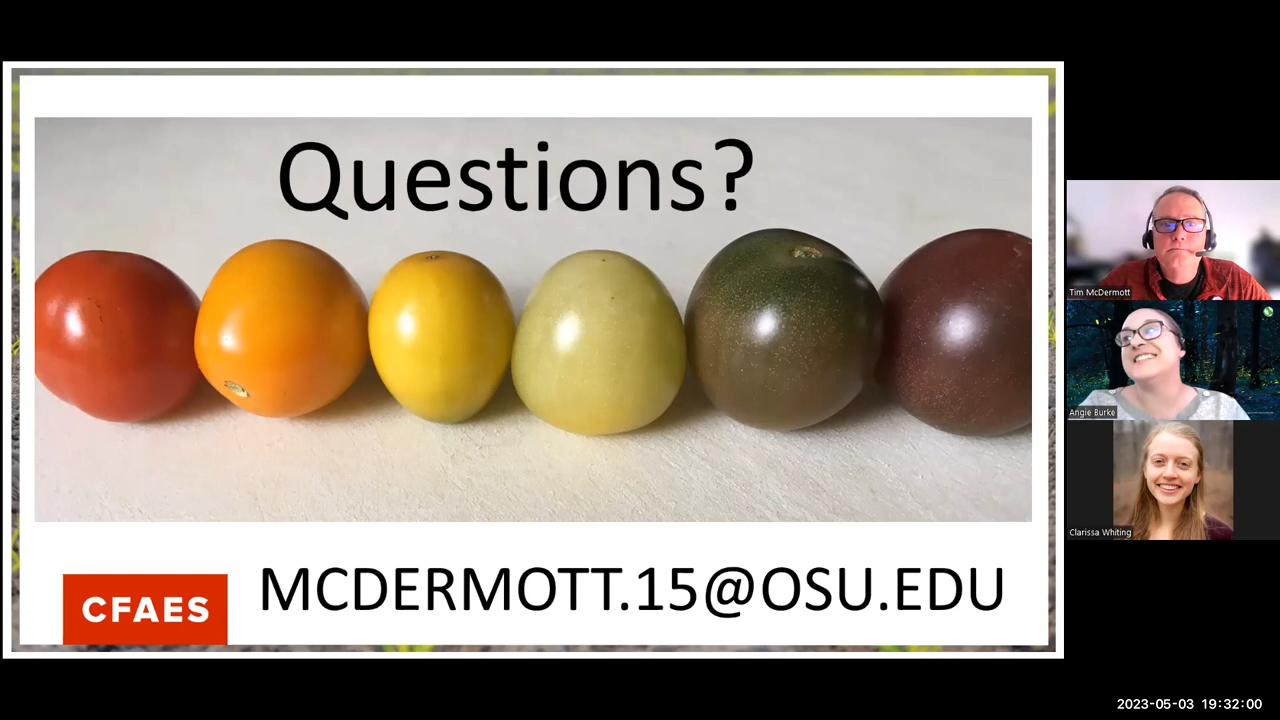 Questions?
CFAES
MCDERMOTT.15@OSU.EDU
Tim McDermott
Angie Burke
Clarissa Whiting
2023-05-03 19:32:00